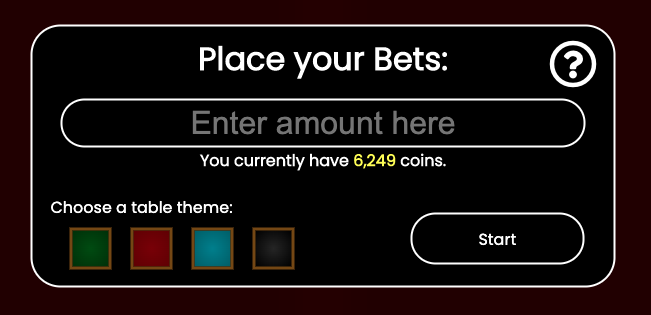 Place your Bets:
?
Enter amount here
You currently have 6,249 coins.
Choose a table theme:
Start